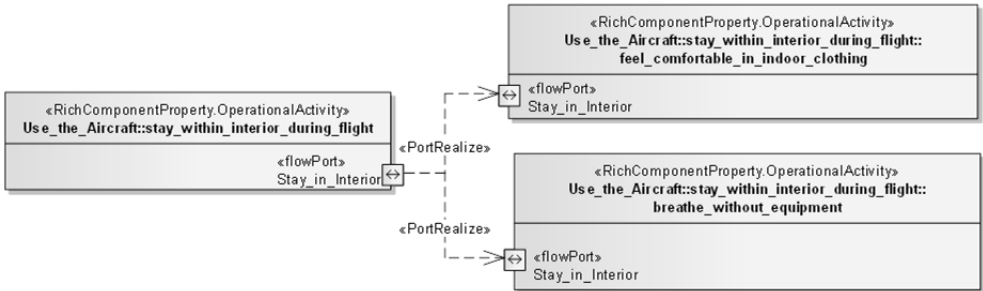 «RichComponentProperty.OperationalActivity»
Use_the_Aircraft::stay_within_interior_during_flight::
feel_comfortable_in_indoor_clothing
«flowPort»
Stay_in_Interior
«RichComponentProperty.OperationalActivity»
Use_the_Aircraft::stay_within_interior_during_flight
«flowPort»
Stay_in_Interior
«PortRealize»
«PortRealize»
«RichComponentProperty.OperationalActivity»
Use_the_Aircraft::stay_within_interior_during_flight::
breathe_without_equipment
«flowPort»
Stay_in_Interior